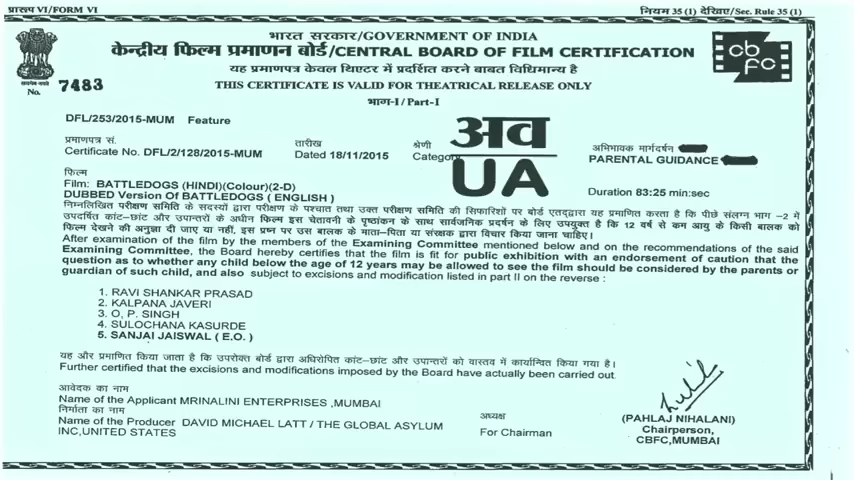 प्रारूप VI/FORM VI
नियम 35 (1) देखिए/Sec. Rule 35 (1)
भारत सरकार/GOVERNMENT OF INDIA
केन्द्रीय फिल्म प्रमाणन बोर्ड/CENTRAL BOARD OF FILM CERTIFICATION
cb
fc
यह प्रमाणपत्र केवल थिएटर में प्रदर्शित करने बाबत विधिमान्य है
सत्यमेव जयते
No. 7483
THIS CERTIFICATE IS VALID FOR THEATRICAL RELEASE ONLY
भाग-I/Part-I
DFL/253/2015-MUM Feature
प्रमाणपत्र सं.
Certificate No. DFL/2/128/2015-MUM
तारीख
Dated 18/11/2015
श्रेणी
Category
अव
UA
अभिभावक मार्गदर्शन
PARENTAL GUIDANCE
फिल्म
Film: BATTLEDOGS (HINDI)(Colour)(2-D)
Duration 83:25 min:sec
DUBBED Version Of BATTLEDOGS ( ENGLISH )
निम्नलिखित परीक्षण समिति के सदस्यों द्वारा परीक्षण के पश्चात तथा उक्त परीक्षण समिति की सिफारिशों पर बोर्ड एतद्द्वारा यह प्रमाणित करता है कि पीछे संलग्न भाग -2 में
उपदर्शित कांट-छांट और उपान्तरों के अधीन फिल्म इस चेतावनी के पृष्ठांकन के साथ सार्वजनिक प्रदर्शन के लिए उपयुक्त है कि 12 वर्ष से कम आयु के किसी बालक को
फिल्म देखने की अनुज्ञा दी जाए या नहीं, इस प्रश्न पर उस बालक के माता-पिता या संरक्षक द्वारा विचार किया जाना चाहिए।
After examination of the film by the members of the Examining Committee mentioned below and on the recommendations of the said
Examining Committee, the Board hereby certifies that the film is fit for public exhibition with an endorsement of caution that the
question as to whether any child below the age of 12 years may be allowed to see the film should be considered by the parents or
guardian of such child, and also subject to excisions and modification listed in part II on the reverse :
1. RAVI SHANKAR PRASAD
2. KALPANA JAVERI
3. O, P. SINGH
4. SULOCHANA KASURDE
5. SANJAI JAISWAL ( E.O. )
यह और प्रमाणित किया जाता है कि उपरोक्त बोर्ड द्वारा अधिरोपित कांट-छांट और उपान्तरों को वास्तव में कार्यान्वित किया गया है।
Further certified that the excisions and modifications imposed by the Board have actually been carried out.
आवेदक का नाम
Name of the Applicant MRINALINI ENTERPRISES ,MUMBAI
निर्माता का नाम
Name of the Producer DAVID MICHAEL LATT / THE GLOBAL ASYLUM
INC,UNITED STATES
अध्यक्ष
For Chairman
(PAHLAJ NIHALANI)
Chairperson,
CBFC,MUMBAI